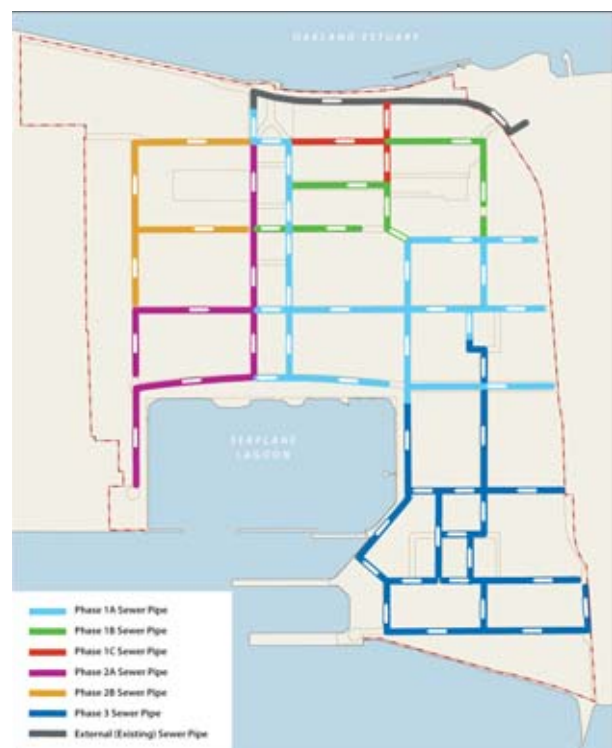 OAKLAND ESTUARY
SEAPLANE
LAGOON
Phase 1A Sewer Pipe
Phase 1B Sewer Pipe
Phase 1C Sewer Pipe
Phase 2A Sewer Pipe
Phase 2B Sewer Pipe
Phase 3 Sewer Pipe
External (Existing) Sewer Pipe